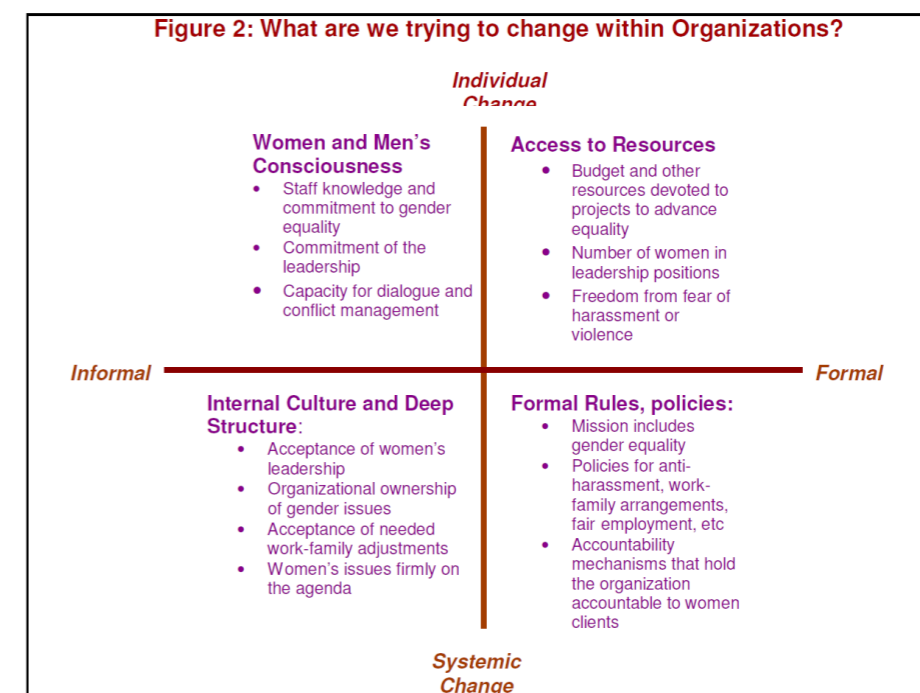 Figure 2: What are we trying to change within Organizations?
Individual
Change
Women and Men's
Consciousness
• Staff knowledge and
commitment to gender
equality
• Commitment of the
leadership
• Capacity for dialogue and
conflict management
Access to Resources
• Budget and other
resources devoted to
projects to advance
equality
• Number of women in
leadership positions
• Freedom from fear of
harassment or
violence
Informal
Formal
Internal Culture and Deep
Structure:
• Acceptance of women's
leadership
• Organizational ownership
of gender issues
• Acceptance of needed
work-family adjustments
• Women's issues firmly on
the agenda
Formal Rules, policies:
• Mission includes
gender equality
• Policies for anti-
harassment, work-
family arrangements,
fair employment, etc
• Accountability
mechanisms that hold
the organization
accountable to women
clients
Systemic
Change